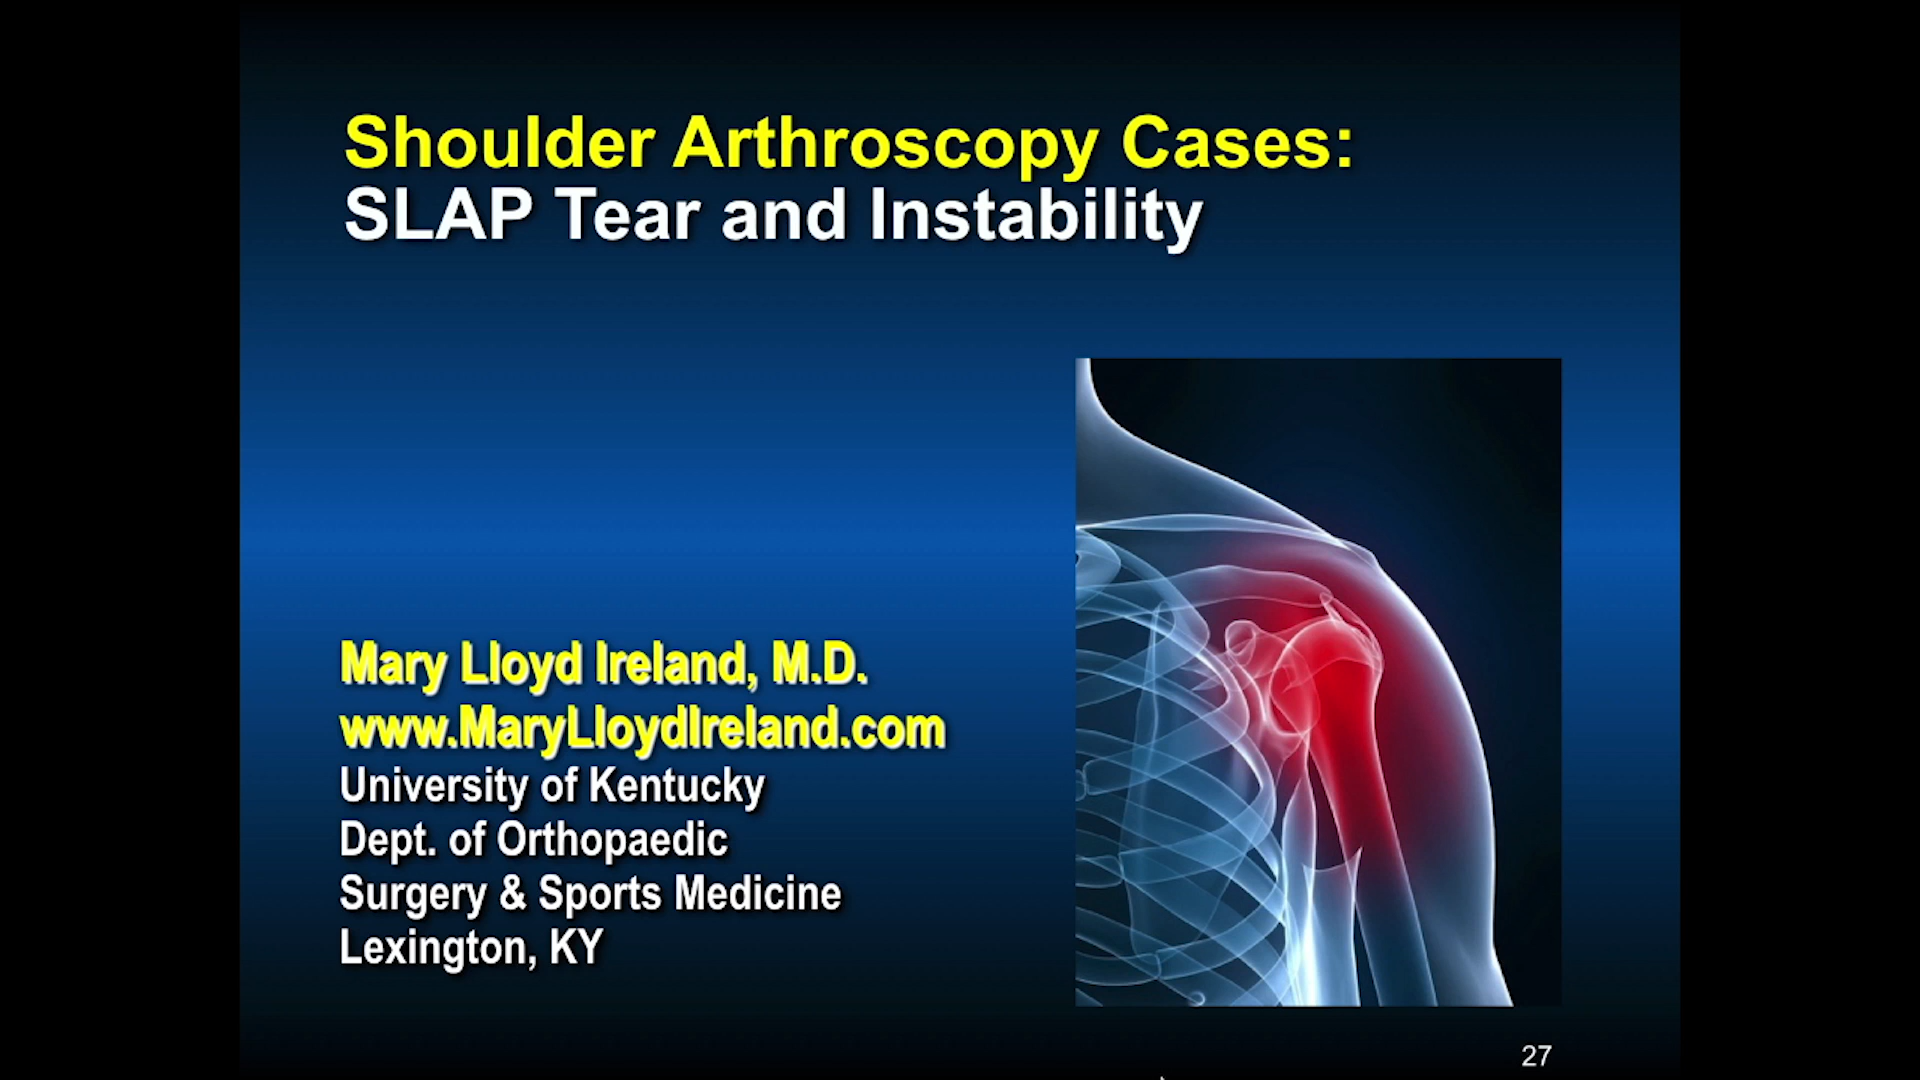 Shoulder Arthroscopy Cases:
SLAP Tear and Instability
Mary Lloyd Ireland, M.D.
www.MaryLloydIreland.com
University of Kentucky
Dept. of Orthopaedic
Surgery & Sports Medicine
Lexington, KY
27